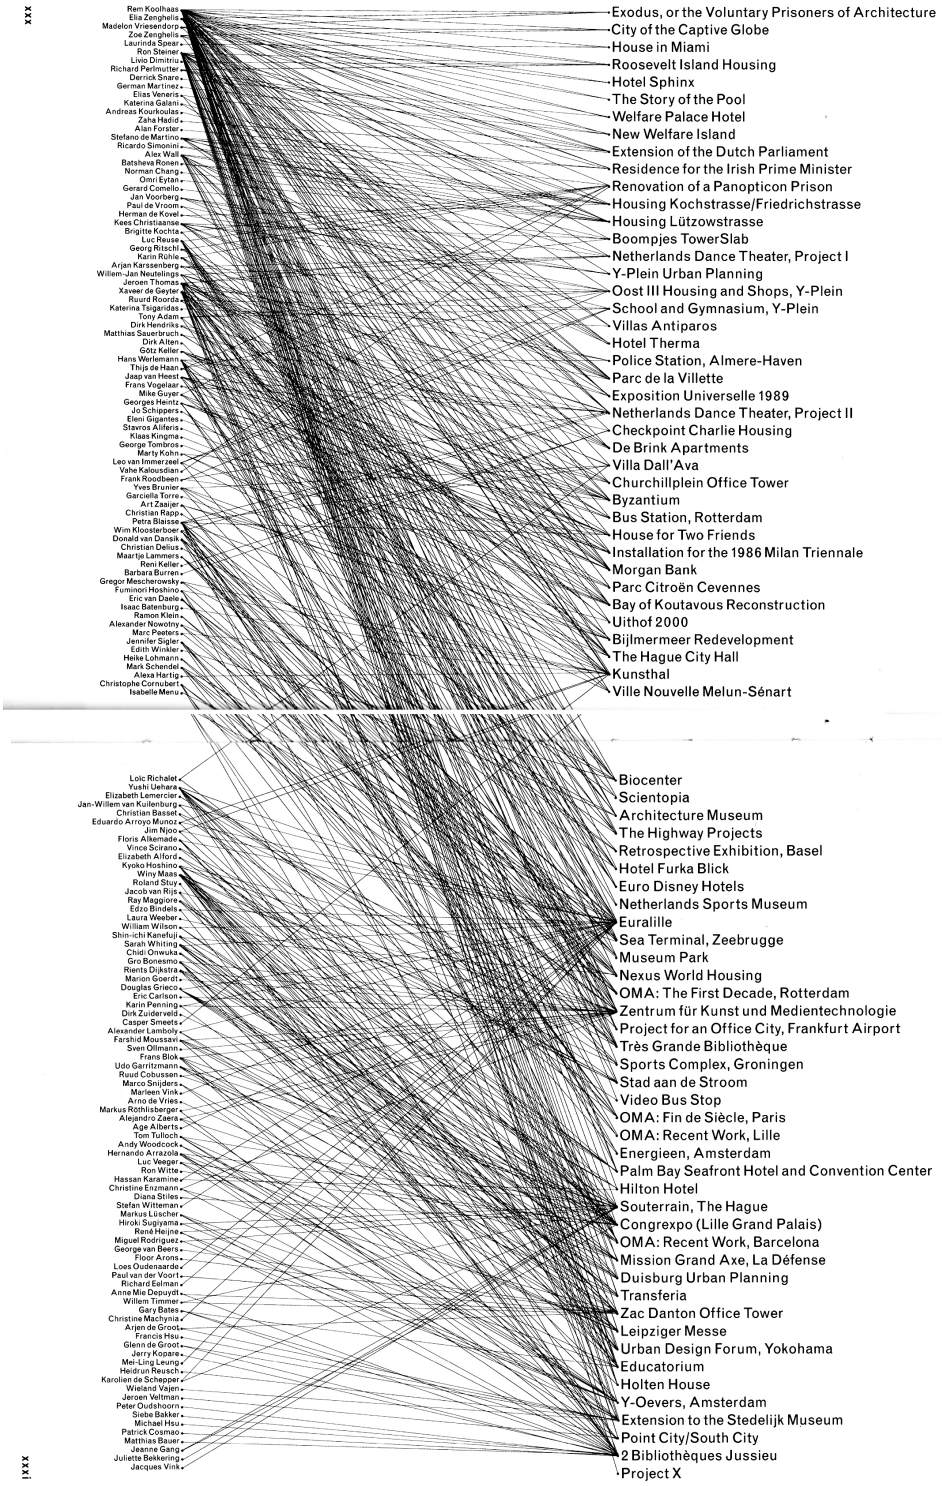 xxx
Rem Koolhaas
Elia Zenghelis
Madelon Vriesendorp
Zoe Zenghelis
Laurinda Spear
Ron Steiner
Livio Dimitriu
Richard Perlmutter
Derrick Snare
German Martinez
Elias Veneris
Katerina Galani
Andreas Kourkoulas
Zaha Hadid
Alan Forster
Stefano de Martino
Ricardo Simonini
Alex Wall
Batsheva Ronen
Norman Chang
Omri Eytan
Gerard Comello
Jan Voorberg
Paul de Vroom
Herman de Kovel
Kees Christiaanse
Brigitte Kochta
Luc Reuse
Georg Ritschl
Karin Rühle
Arjan Karssenberg
Willem-Jan Neutelings
Jeroen Thomas
Xaveer de Geyter
Ruurd Roorda
Katerina Tsigaridas
Tony Adam
Dirk Hendriks
Matthias Sauerbruch
Dirk Alten
Götz Keller
Hans Werlemann
Thijs de Haan
Jaap van Heest
Frans Vogelaar
Mike Guyer
Georges Heintz
Jo Schippers
Eleni Gigantes
Stavros Aliferis
Klaas Kingma
George Tombros
Marty Kohn
Leo van Immerzeel
Vahe Kalousdian
Frank Roodbeen
Yves Brunier
Garciella Torre
Art Zaaijer
Christian Rapp
Petra Blaisse
Wim Kloosterboer
Donald van Dansik
Christian Delius
Maartje Lammers
Reni Keller
Barbara Burren
Gregor Mescherowsky
Fuminori Hoshino
Eric van Daele
Isaac Batenburg
Ramon Klein
Alexander Nowotny
Marc Peeters
Jennifer Sigler
Edith Winkler
Heike Lohmann
Mark Schendel
Alexa Hartig
Christophe Cornubert
Isabelle Menu
Exodus, or the Voluntary Prisoners of Architecture
City of the Captive Globe
House in Miami
Roosevelt Island Housing
Hotel Sphinx
The Story of the Pool
Welfare Palace Hotel
New Welfare Island
Extension of the Dutch Parliament
Residence for the Irish Prime Minister
Renovation of a Panopticon Prison
Housing Kochstrasse/Friedrichstrasse
Housing Lützowstrasse
Boompjes TowerSlab
Netherlands Dance Theater, Project I
Y-Plein Urban Planning
Oost III Housing and Shops, Y-Plein
School and Gymnasium, Y-Plein
Villas Antiparos
Hotel Therma
Police Station, Almere-Haven
Parc de la Villette
Exposition Universelle 1989
Netherlands Dance Theater, Project II
Checkpoint Charlie Housing
De Brink Apartments
Villa Dall'Ava
Churchillplein Office Tower
Byzantium
Bus Station, Rotterdam
House for Two Friends
Installation for the 1986 Milan Triennale
Morgan Bank
Parc Citroën Cevennes
Bay of Koutavous Reconstruction
Uithof 2000
Bijlmermeer Redevelopment
The Hague City Hall
Kunsthal
Ville Nouvelle Melun-Sénart
Loïc Richalet
Yushi Uehara
Elizabeth Lemercier
Jan-Willem van Kuilenburg
Christian Basset
Eduardo Arroyo Munoz
Jim Njoo
Floris Alkemade
Vince Scirano
Elizabeth Alford
Kyoko Hoshino
Winy Maas
Roland Stuy
Jacob van Rijs
Ray Maggiore
Edzo Bindels
Laura Weeber
William Wilson
Shin-ichi Kanefuji
Sarah Whiting
Chidi Onwuka
Gro Bonesmo
Rients Dijkstra
Marion Goerdt
Douglas Grieco
Eric Carlson
Karin Penning
Dirk Zuiderveld
Casper Smeets
Alexander Lamboly
Farshid Moussavi
Sven Ollmann
Frans Blok
Udo Garritzmann
Ruud Cobussen
Marco Snijders
Marleen Vink
Arno de Vries
Markus Röthlisberger
Alejandro Zaera
Age Alberts
Tom Tulloch
Andy Woodcock
Hernando Arrazola
Luc Veeger
Ron Witte
Hassan Karamine
Christine Enzmann
Diana Stiles
Stefan Witteman
Markus Lüscher
Hiroki Sugiyama
René Heijne
Miguel Rodriguez
George van Beers
Floor Arons
Loes Oudenaarde
Paul van der Voort
Richard Eelman
Anne Mie Depuydt
Willem Timmer
Gary Bates
Christine Machynia
Arjen de Groot
Francis Hsu
Glenn de Groot
Jerry Kopare
Mei-Ling Leung
Heidrun Reusch
Karolien de Schepper
Wieland Vajen
Jeroen Veltman
Peter Oudshoorn
Siebe Bakker
Michael Hsu
Patrick Cosmao
Matthias Bauer
Jeanne Gang
Juliette Bekkering
Jacques Vink
Biocenter
Scientopia
Architecture Museum
The Highway Projects
Retrospective Exhibition, Basel
Hotel Furka Blick
Euro Disney Hotels
Netherlands Sports Museum
Euralille
Sea Terminal, Zeebrugge
Museum Park
Nexus World Housing
OMA: The First Decade, Rotterdam
Zentrum für Kunst und Medientechnologie
Project for an Office City, Frankfurt Airport
Très Grande Bibliothèque
Sports Complex, Groningen
Stad aan de Stroom
Video Bus Stop
OMA: Fin de Siècle, Paris
OMA: Recent Work, Lille
Energieen, Amsterdam
Palm Bay Seafront Hotel and Convention Center
Hilton Hotel
Souterrain, The Hague
Congrexpo (Lille Grand Palais)
OMA: Recent Work, Barcelona
Mission Grand Axe, La Défense
Duisburg Urban Planning
Transferia
Zac Danton Office Tower
Leipziger Messe
Urban Design Forum, Yokohama
Educatorium
Holten House
Y-Oevers, Amsterdam
Extension to the Stedelijk Museum
Point City/South City
2 Bibliothèques Jussieu
Project X
xxxi